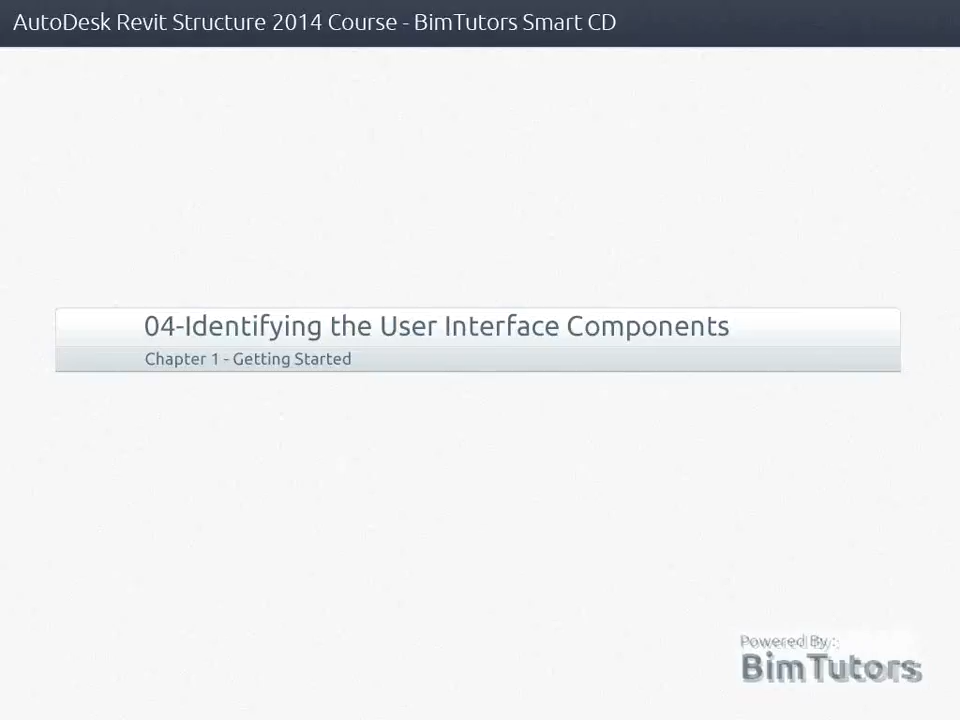 AutoDesk Revit Structure 2014 Course - BimTutors Smart CD
04-Identifying the User Interface Components
Chapter 1 - Getting Started
Powered By :
BimTutors